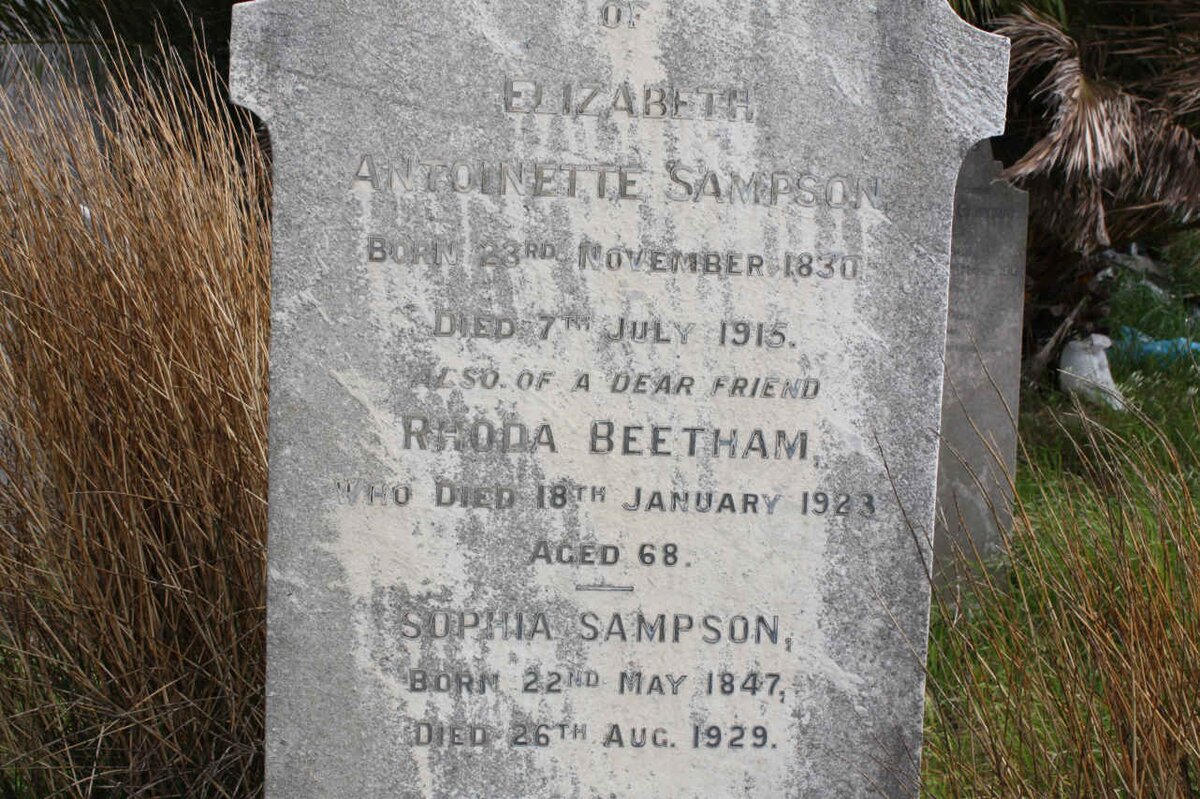 OF
ELIZABETH
ANTOINETTE SAMPSON
BORN 23RD NOVEMBER 1830
DIED 7TH JULY 1915.
ALSO OF A DEAR FRIEND
RHODA BEETHAM,
WHO DIED 18TH JANUARY 1923
AGED 68.
SOPHIA SAMPSON,
BORN 22ND MAY 1847,
DIED 26TH AUG. 1929.